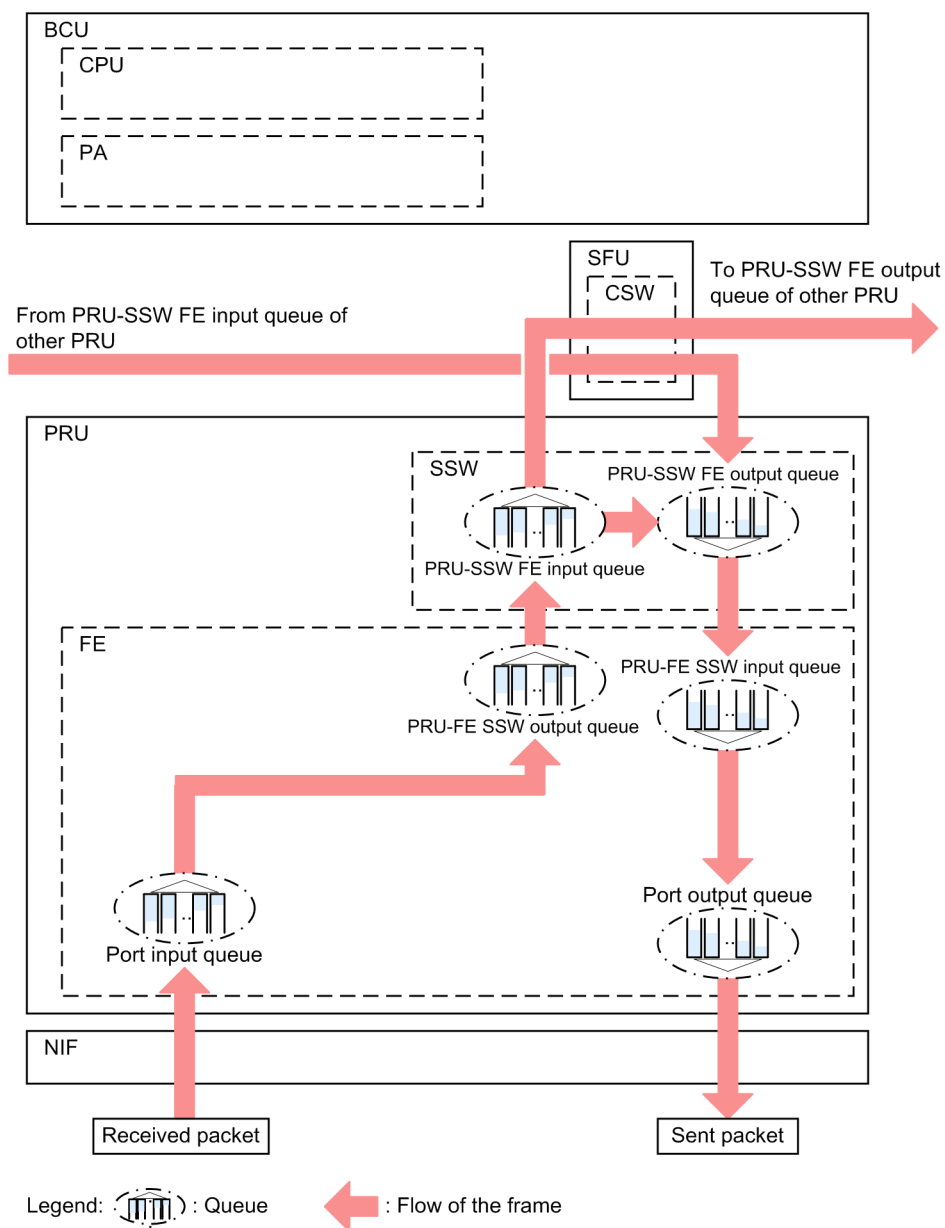 BCU
CPU
PA
SFU
CSW
To PRU-SSW FE output
queue of other PRU
From PRU-SSW FE input queue of
other PRU
PRU
SSW
PRU-SSW FE output queue
PRU-SSW FE input queue
FE
PRU-FE SSW input queue
PRU-FE SSW output queue
Port output queue
Port input queue
NIF
Received packet
Sent packet
Legend: : Queue : Flow of the frame